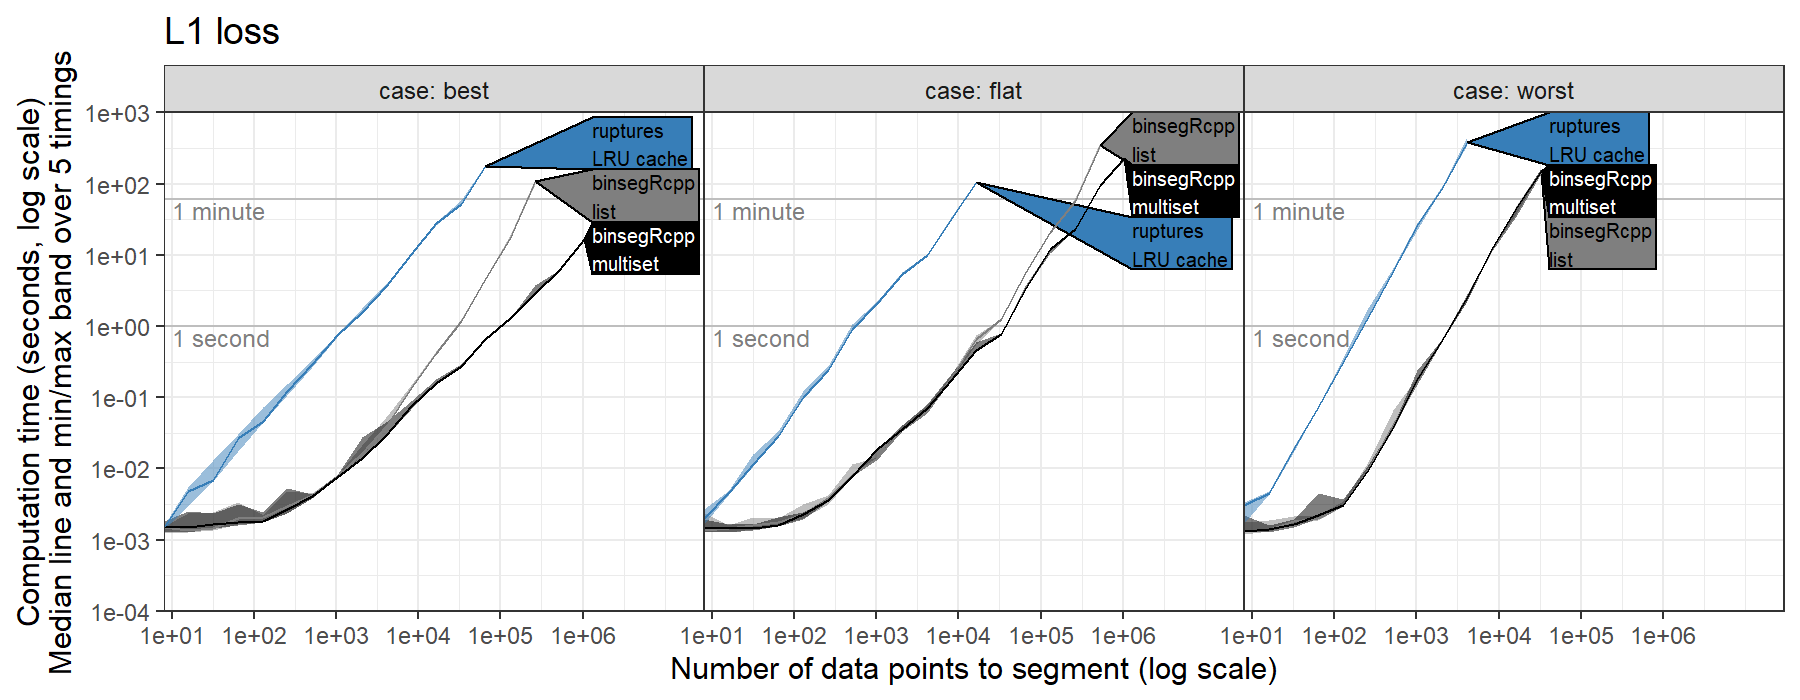 L1 loss
Computation time (seconds, log scale)
Median line and min/max band over 5 timings
case: best
case: flat
case: worst
1e+03
1e+02
1e+01
1e+00
1e-01
1e-02
1e-03
1e-04
1 minute
1 second
ruptures
LRU cache
binsegRcpp
list
binsegRcpp
multiset
1 minute
1 second
binsegRcpp
list
binsegRcpp
multiset
ruptures
LRU cache
1 minute
1 second
ruptures
LRU cache
binsegRcpp
multiset
binsegRcpp
list
1e+01 1e+02 1e+03 1e+04 1e+05 1e+06
1e+01 1e+02 1e+03 1e+04 1e+05 1e+06
1e+01 1e+02 1e+03 1e+04 1e+05 1e+06
Number of data points to segment (log scale)